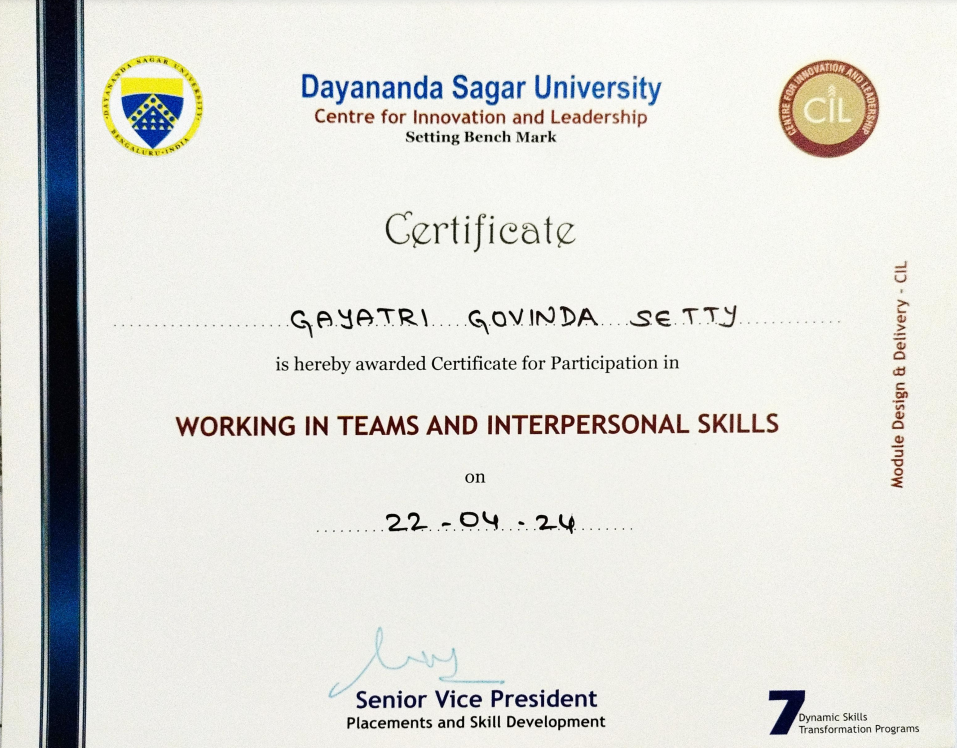 DAYANANDA SAGAR UNIVERSITY
BENGALURU-INDIA
Dayananda Sagar University
Centre for Innovation and Leadership
Setting Bench Mark
CENTRE FOR INNOVATION AND LEADERSHIP
CIL
Certificate
GAYATRI GOVINDA SETTY
is hereby awarded Certificate for Participation in
WORKING IN TEAMS AND INTERPERSONAL SKILLS
on
22-04-24
Module Design & Delivery - CIL
Senior Vice President
Placements and Skill Development
7 Dynamic Skills
Transformation Programs